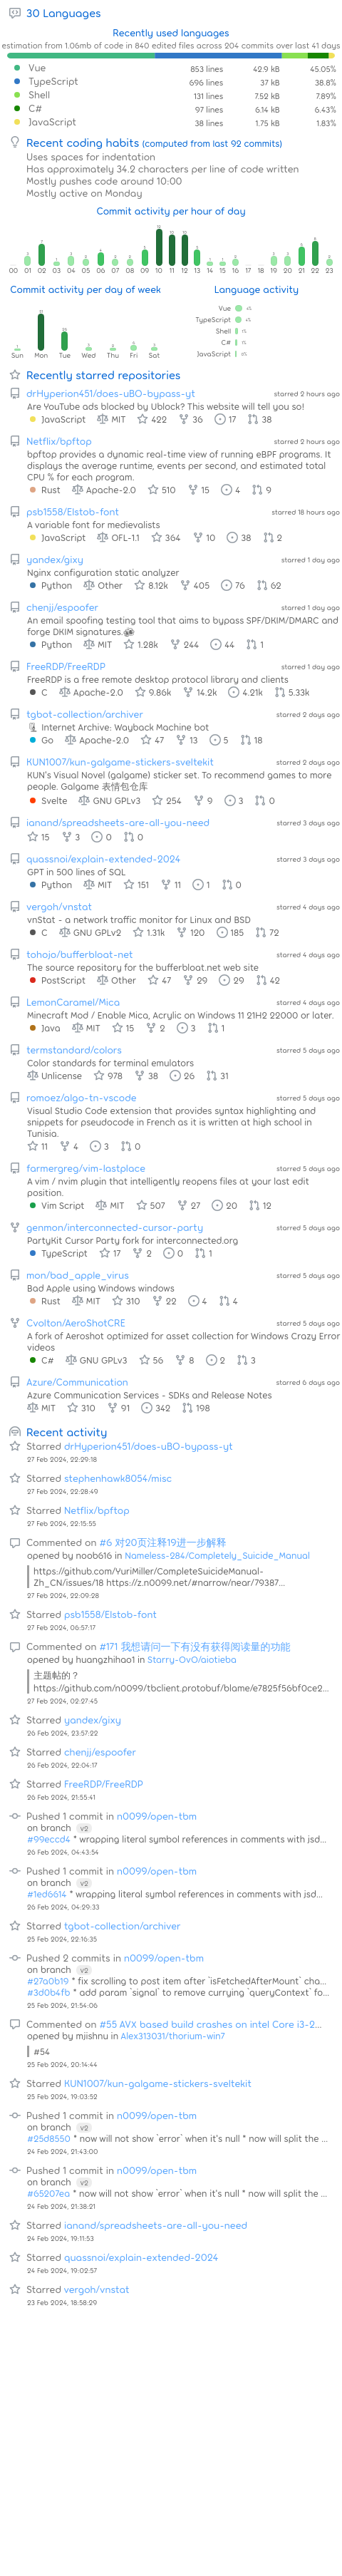 30 Languages
Recently used languages
estimation from 1.06mb of code in 840 edited files across 204 commits over last 41 days
Vue 853 lines 42.9 kB 45.05%
TypeScript 696 lines 37 kB 38.8%
Shell 131 lines 7.52 kB 7.89%
C# 97 lines 6.14 kB 6.43%
JavaScript 38 lines 1.75 kB 1.83%
Recent coding habits (computed from last 92 commits)
Uses spaces for indentation
Has approximately 34.2 characters per line of code written
Mostly pushes code around 10:00
Mostly active on Monday
Commit activity per hour of day
00 01 02 03 04 05 06 07 08 09 10 11 12 13 14 15 16 17 18 19 20 21 22 23
Commit activity per day of week
Language activity
Vue
TypeScript
Shell
C#
JavaScript
Sun Mon Tue Wed Thu Fri Sat
Recently starred repositories
drHyperion451/does-uBO-bypass-yt starred 2 hours ago
Are YouTube ads blocked by Ublock? This website will tell you so!
JavaScript MIT 422 36 17 38
Netflix/bpftop starred 2 hours ago
bpftop provides a dynamic real-time view of running eBPF programs. It
displays the average runtime, events per second, and estimated total
CPU % for each program.
Rust Apache-2.0 510 15 4 9
psb1558/Elstob-font starred 18 hours ago
A variable font for medievalists
JavaScript OFL-1.1 364 10 38 2
yandex/gixy starred 1 day ago
Nginx configuration static analyzer
Python Other 8.12k 405 76 62
chenjj/espoofer starred 1 day ago
An email spoofing testing tool that aims to bypass SPF/DKIM/DMARC and
forge DKIM signatures.
Python MIT 1.28k 244 44 1
FreeRDP/FreeRDP starred 1 day ago
FreeRDP is a free remote desktop protocol library and clients
C Apache-2.0 9.86k 14.2k 4.21k 5.33k
tgbot-collection/archiver starred 2 days ago
Internet Archive: Wayback Machine bot
Go Apache-2.0 47 13 5 18
KUN1007/kun-galgame-stickers-sveltekit starred 2 days ago
KUN's Visual Novel (galgame) sticker set. To recommend games to more
people. Galgame 表情包仓库
Svelte GNU GPLv3 254 9 3 0
ianand/spreadsheets-are-all-you-need starred 3 days ago
15 3 0 0
quassnoi/explain-extended-2024 starred 3 days ago
GPT in 500 lines of SQL
Python MIT 151 11 1 0
vergoh/vnstat starred 4 days ago
vnStat - a network traffic monitor for Linux and BSD
C GNU GPLv2 1.31k 120 185 72
tohojo/bufferbloat-net starred 4 days ago
The source repository for the bufferbloat.net web site
PostScript Other 47 29 29 42
LemonCaramel/Mica starred 4 days ago
Minecraft Mod / Enable Mica, Acrylic on Windows 11 21H2 22000 or later.
Java MIT 15 2 3 1
termstandard/colors starred 5 days ago
Color standards for terminal emulators
Unlicense 978 38 26 31
ramoez/algo-tn-vscode starred 5 days ago
Visual Studio Code extension that provides syntax highlighting and
snippets for pseudocode in French as it is written at high school in
Tunisia.
11 4 3 0
farmergreg/vim-lastplace starred 5 days ago
A vim / nvim plugin that intelligently reopens files at your last edit
position.
Vim Script MIT 507 27 20 12
genmon/interconnected-cursor-party starred 5 days ago
PartyKit Cursor Party fork for interconnected.org
TypeScript 17 2 0 1
mon/bad_apple_virus starred 5 days ago
Bad Apple using Windows windows
Rust MIT 310 22 4 4
Cvolton/AeroShotCRE starred 5 days ago
A fork of Aeroshot optimized for asset collection for Windows Crazy Error
videos
C# GNU GPLv3 56 8 2 3
Azure/Communication starred 6 days ago
Azure Communication Services - SDKs and Release Notes
MIT 310 91 342 198
Recent activity
Starred drHyperion451/does-uBO-bypass-yt
27 Feb 2024, 22:29:18
Starred stephenhawk8054/misc
27 Feb 2024, 22:28:49
Starred Netflix/bpftop
27 Feb 2024, 22:15:55
Commented on #6 对20页注释19进一步解释
opened by noob616 in Nameless-284/Completely_Suicide_Manual
https://github.com/YuriMiller/CompleteSuicideManual-
Zh_CN/issues/18 https://z.n0099.net/#narrow/near/79387...
27 Feb 2024, 22:09:28
Starred psb1558/Elstob-font
27 Feb 2024, 06:57:17
Commented on #171 我想请问一下有没有获得阅读量的功能
opened by huangzhihao1 in Starry-OvO/aiotieba
主题帖的？
https://github.com/n0099/tbclient.protobuf/blame/e7825f56bf0ce2...
27 Feb 2024, 02:27:45
Starred yandex/gixy
26 Feb 2024, 23:57:22
Starred chenjj/espoofer
26 Feb 2024, 22:04:17
Starred FreeRDP/FreeRDP
26 Feb 2024, 21:55:41
Pushed 1 commit in n0099/open-tbm
on branch v2
#99eccd4 * wrapping literal symbol references in comments with jsd...
26 Feb 2024, 04:43:54
Pushed 1 commit in n0099/open-tbm
on branch v2
#1ed6614 * wrapping literal symbol references in comments with jsd...
26 Feb 2024, 04:29:33
Starred tgbot-collection/archiver
25 Feb 2024, 22:16:35
Pushed 2 commits in n0099/open-tbm
on branch v2
#27a0b19 * fix scrolling to post item after `isFetchedAfterMount` cha...
#3d0b4fb * add param `signal` to remove currying `queryContext` fo...
25 Feb 2024, 21:54:06
Commented on #55 AVX based build crashes on intel Core i3-2...
opened by mjishnu in Alex313031/thorium-win7
#54
25 Feb 2024, 20:14:44
Starred KUN1007/kun-galgame-stickers-sveltekit
25 Feb 2024, 19:03:52
Pushed 1 commit in n0099/open-tbm
on branch v2
#25d8550 * now will not show `error` when it's null * now will split the ...
24 Feb 2024, 21:43:00
Pushed 1 commit in n0099/open-tbm
on branch v2
#65207ea * now will not show `error` when it's null * now will split the ...
24 Feb 2024, 21:38:21
Starred ianand/spreadsheets-are-all-you-need
24 Feb 2024, 19:11:53
Starred quassnoi/explain-extended-2024
24 Feb 2024, 19:02:57
Starred vergoh/vnstat
23 Feb 2024, 18:58:29